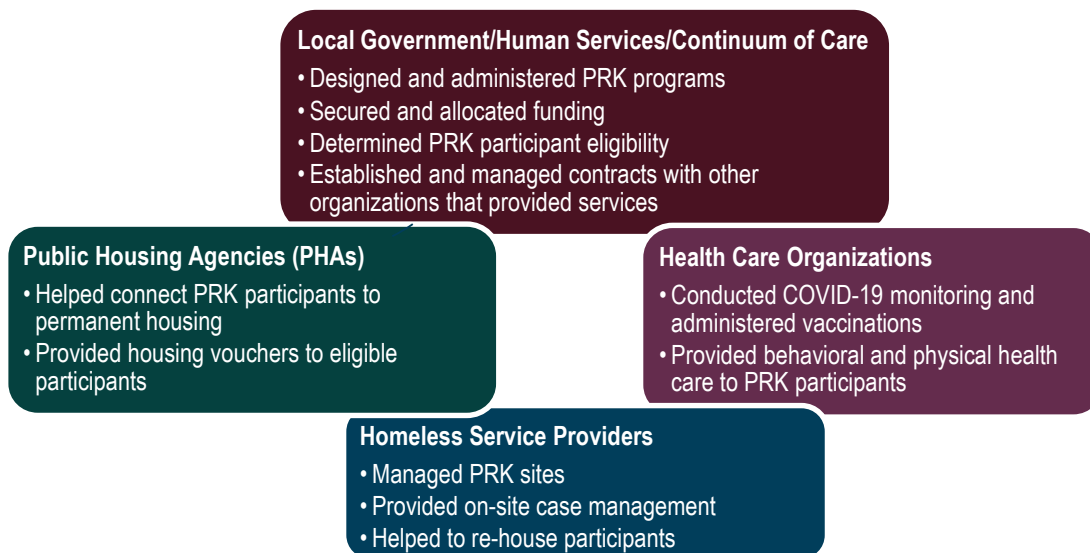 Local Government/Human Services/Continuum of Care
• Designed and administered PRK programs
• Secured and allocated funding
• Determined PRK participant eligibility
• Established and managed contracts with other
organizations that provided services
Public Housing Agencies (PHAs)
• Helped connect PRK participants to
permanent housing
• Provided housing vouchers to eligible
participants
Health Care Organizations
• Conducted COVID-19 monitoring and
administered vaccinations
• Provided behavioral and physical health
care to PRK participants
Homeless Service Providers
• Managed PRK sites
• Provided on-site case management
• Helped to re-house participants